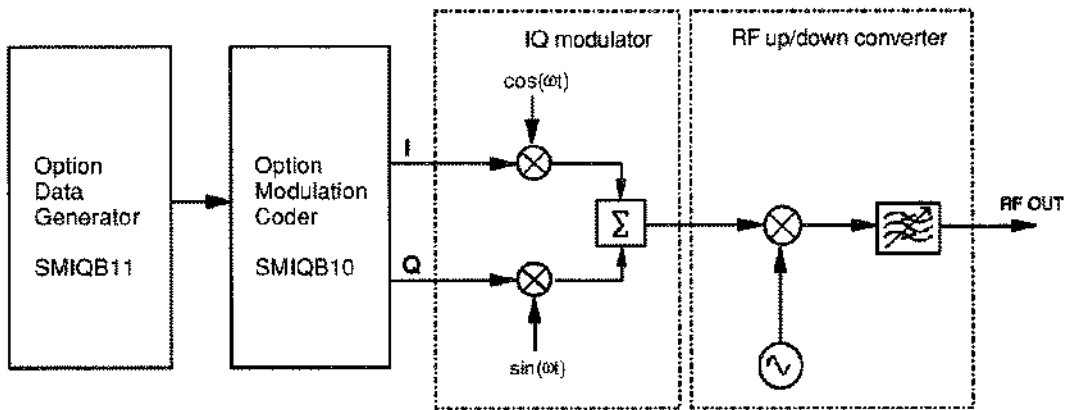 IQ modulator
RF up/down converter
cos(ωt)
I
Option
Data
Generator
SMIQB11
Option
Modulation
Coder
SMIQB10
Σ
RF OUT
Q
sin(ωt)